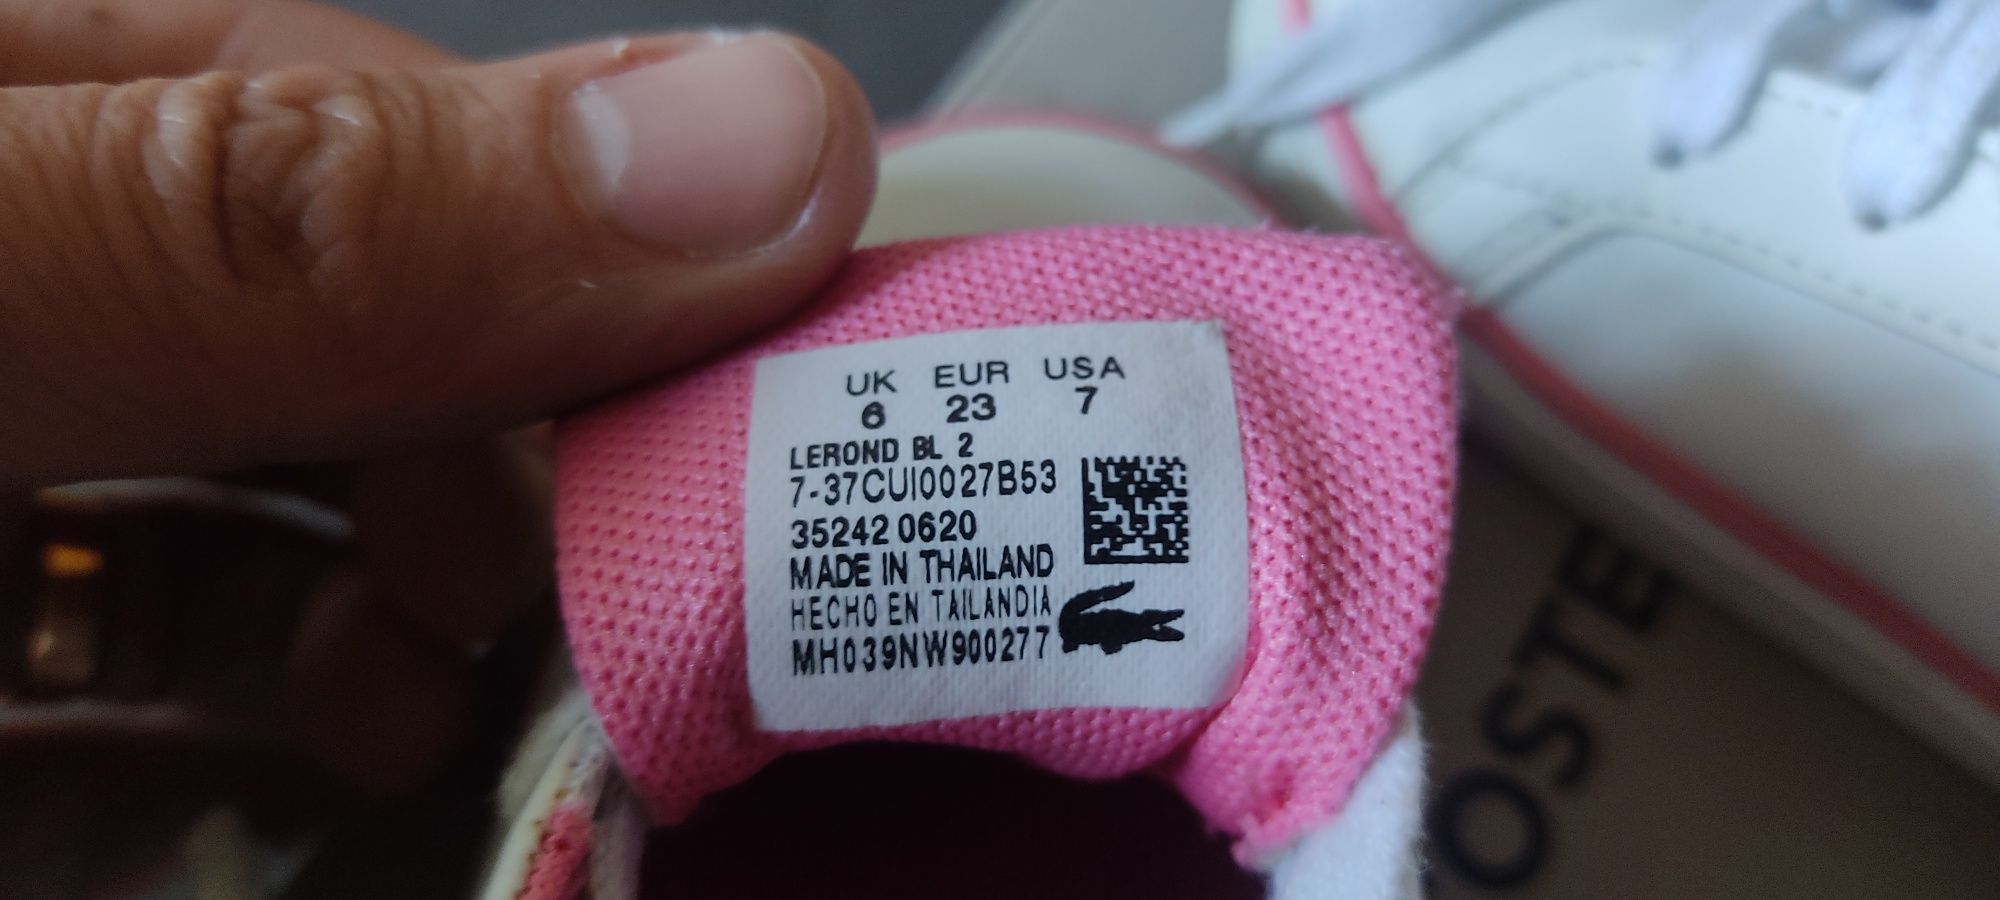 UK EUR USA
6 23 7
LEROND BL 2
7-37CUI0027B53
35242 0620
MADE IN THAILAND
HECHO EN TAILANDIA
MH039NW900277
OSTE